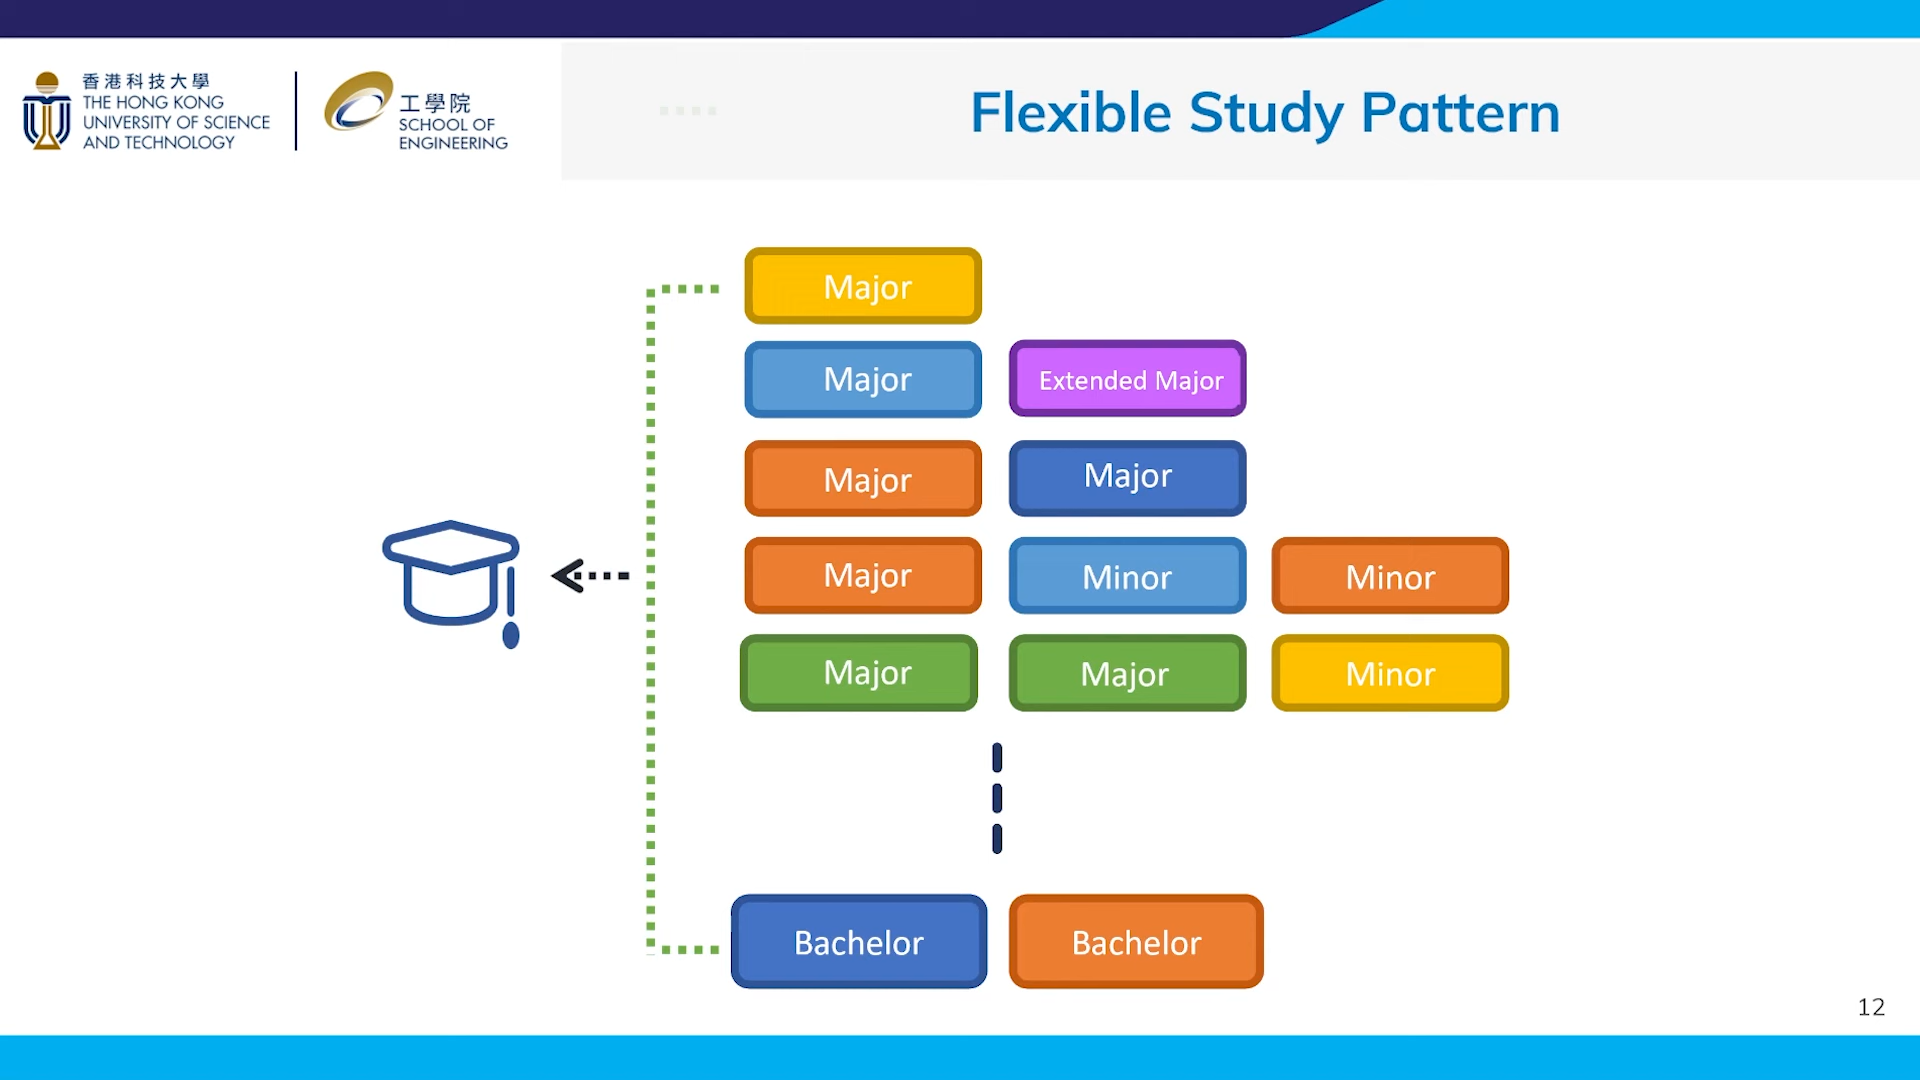 香港科技大學
THE HONG KONG
UNIVERSITY OF SCIENCE
AND TECHNOLOGY
工學院
SCHOOL OF
ENGINEERING
Flexible Study Pattern
Major
Major Extended Major
Major Major
Major Minor Minor
Major Major Minor
Bachelor Bachelor
12